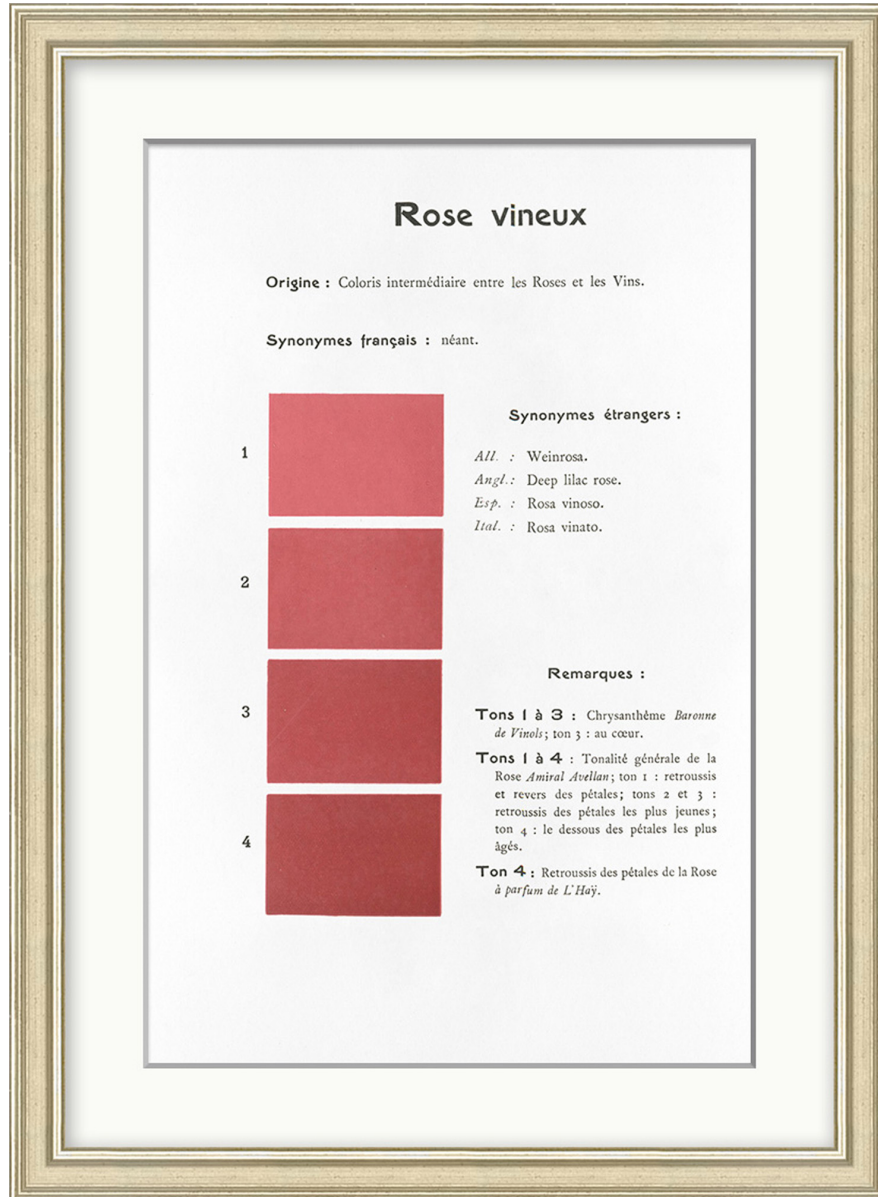 Rose vineux
Origine : Coloris intermédiaire entre les Roses et les Vins.
Synonymes français : néant.
1
2
3
4
Synonymes étrangers :
All. : Weinrosa.
Angl. : Deep lilac rose.
Esp. : Rosa vinoso.
Ital. : Rosa vinato.
Remarques :
Tons 1 à 3 : Chrysanthême Baronne
de Vinols; ton 3 : au cœur.
Tons 1 à 4 : Tonalité générale de la
Rose Amiral Avellan; ton 1 : retroussis
et revers des pétales; tons 2 et 3 :
retroussis des pétales les plus jeunes;
ton 4 : le dessous des pétales les plus
âgés.
Ton 4 : Retroussis des pétales de la Rose
à parfum de L'Haÿ.